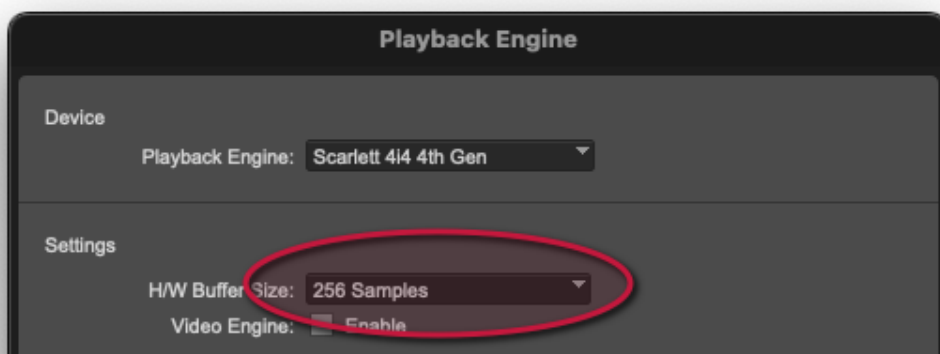 Playback Engine
Device
Playback Engine: Scarlett 4i4 4th Gen
Settings
H/W Buffer Size: 256 Samples
Video Engine: Enable